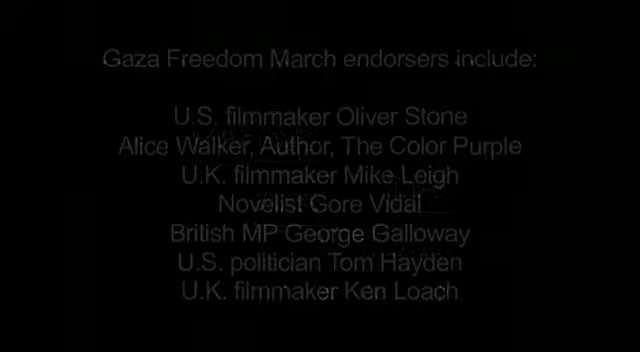 Gaza Freedom March endorsers include:
U.S. filmmaker Oliver Stone
Alice Walker, Author, The Color Purple
U.K. filmmaker Mike Leigh
Novelist Gore Vidal
British MP George Galloway
U.S. politician Tom Hayden
U.K. filmmaker Ken Loach